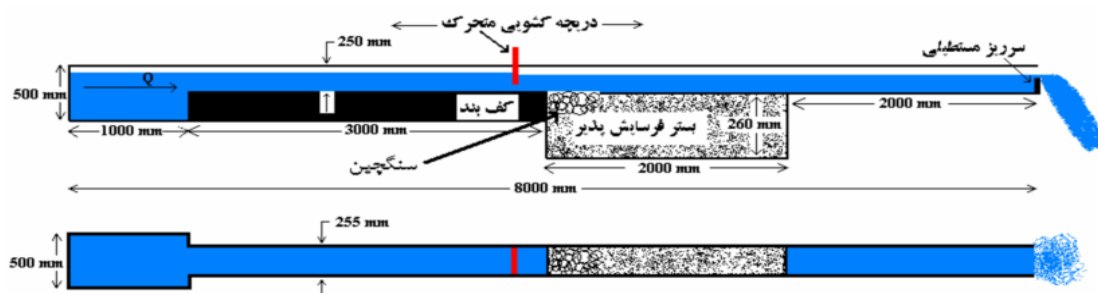 دریچه کشویی متحرک
سرریز مستطیلی
250 mm
500 mm
Q
کف بند
بستر فرسایش پذیر
260 mm
2000 mm
1000 mm
3000 mm
سنگچین
2000 mm
8000 mm
255 mm
500 mm